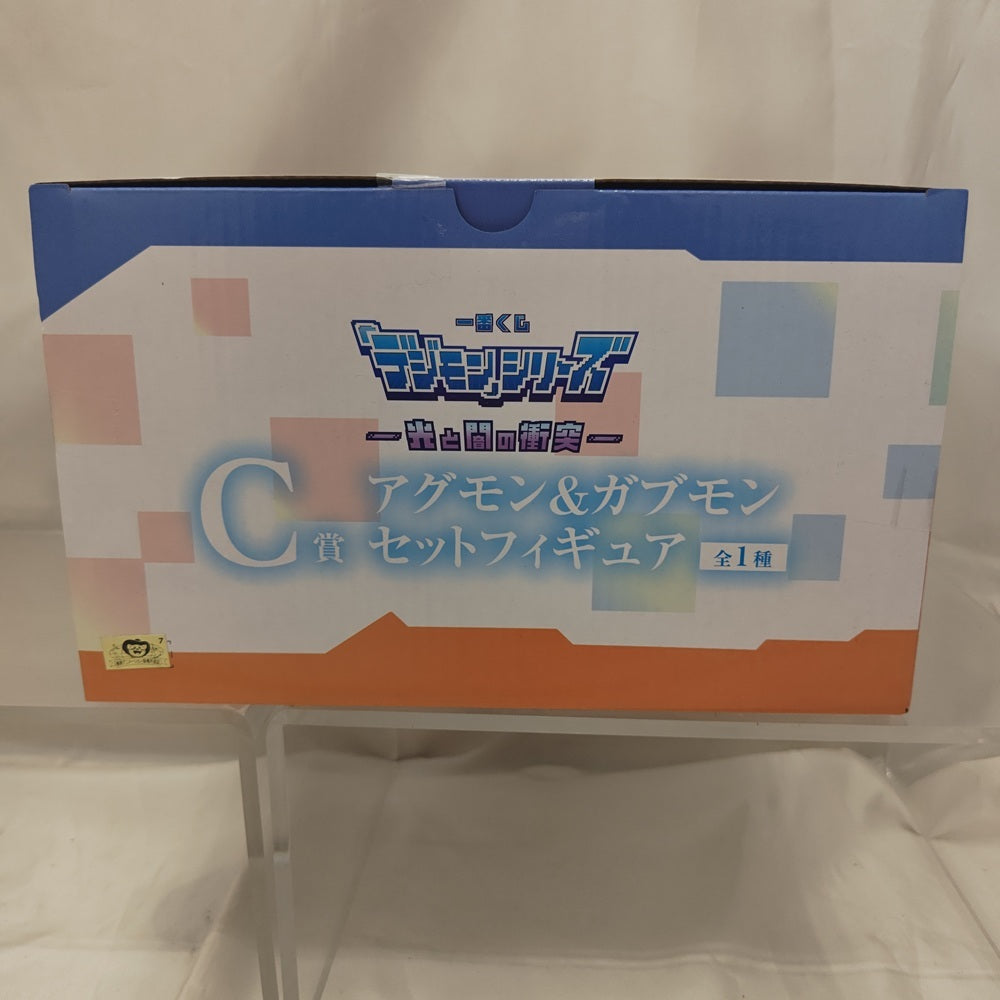 一番くじ
デジモンシリーズ
ー光と闇の衝突ー
C賞
アグモン&ガブモン
セットフィギュア
全1種
7